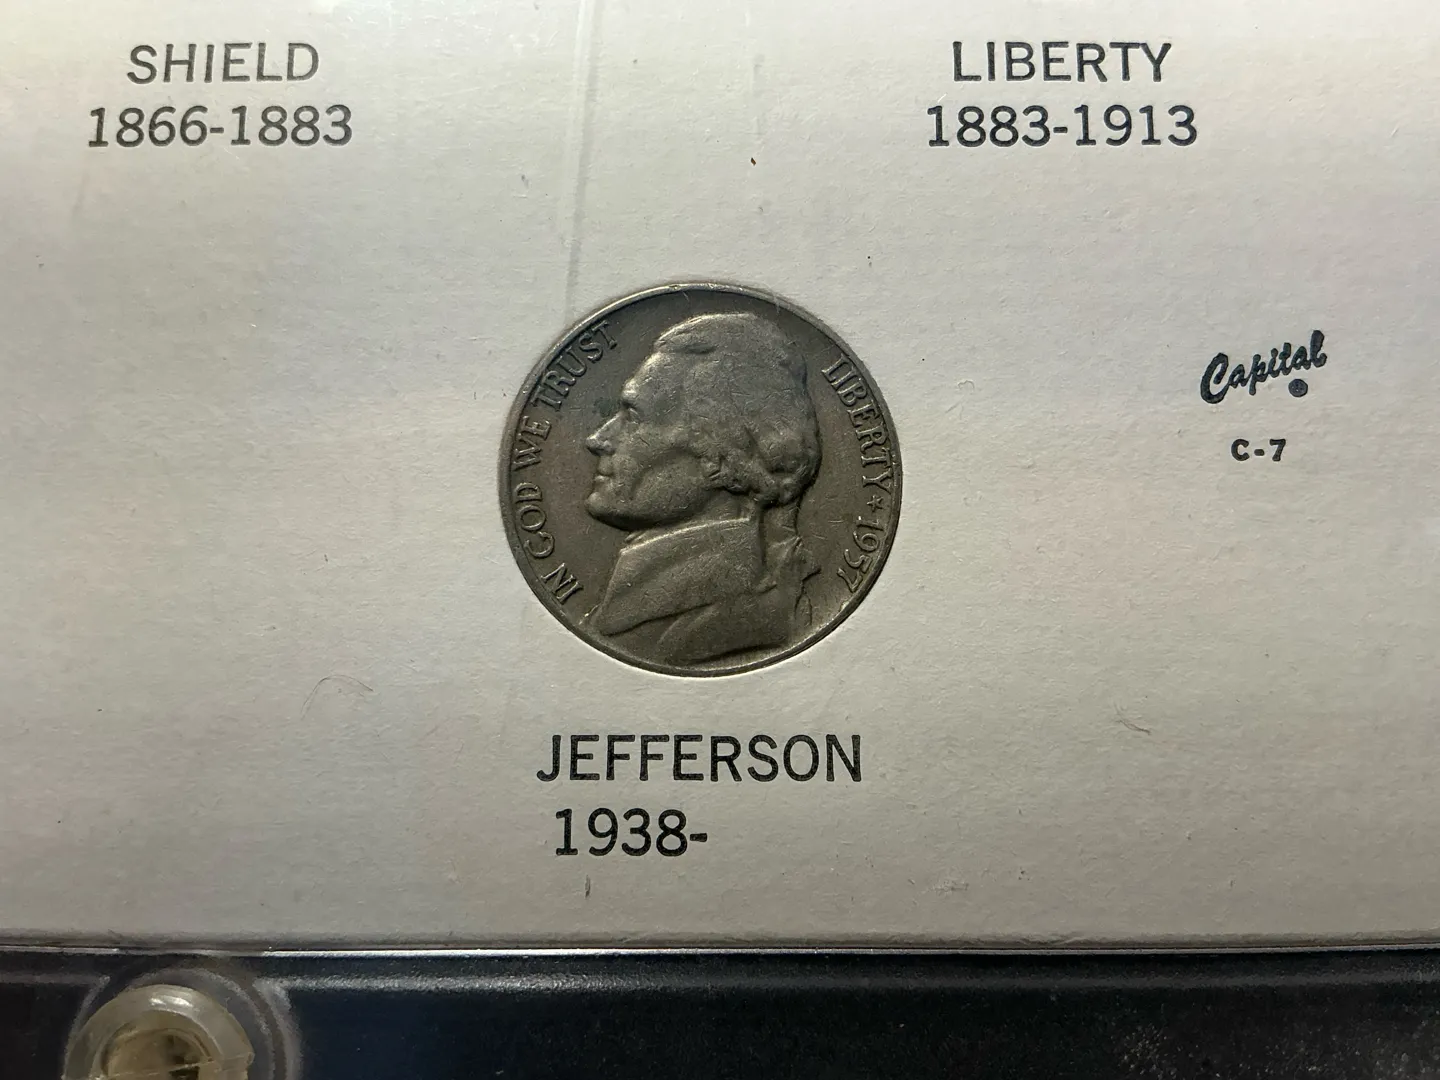 SHIELD
1866-1883
LIBERTY
1883-1913
IN GOD WE TRUST
LIBERTY ★ 1957
Capital
C-7
JEFFERSON
1938-